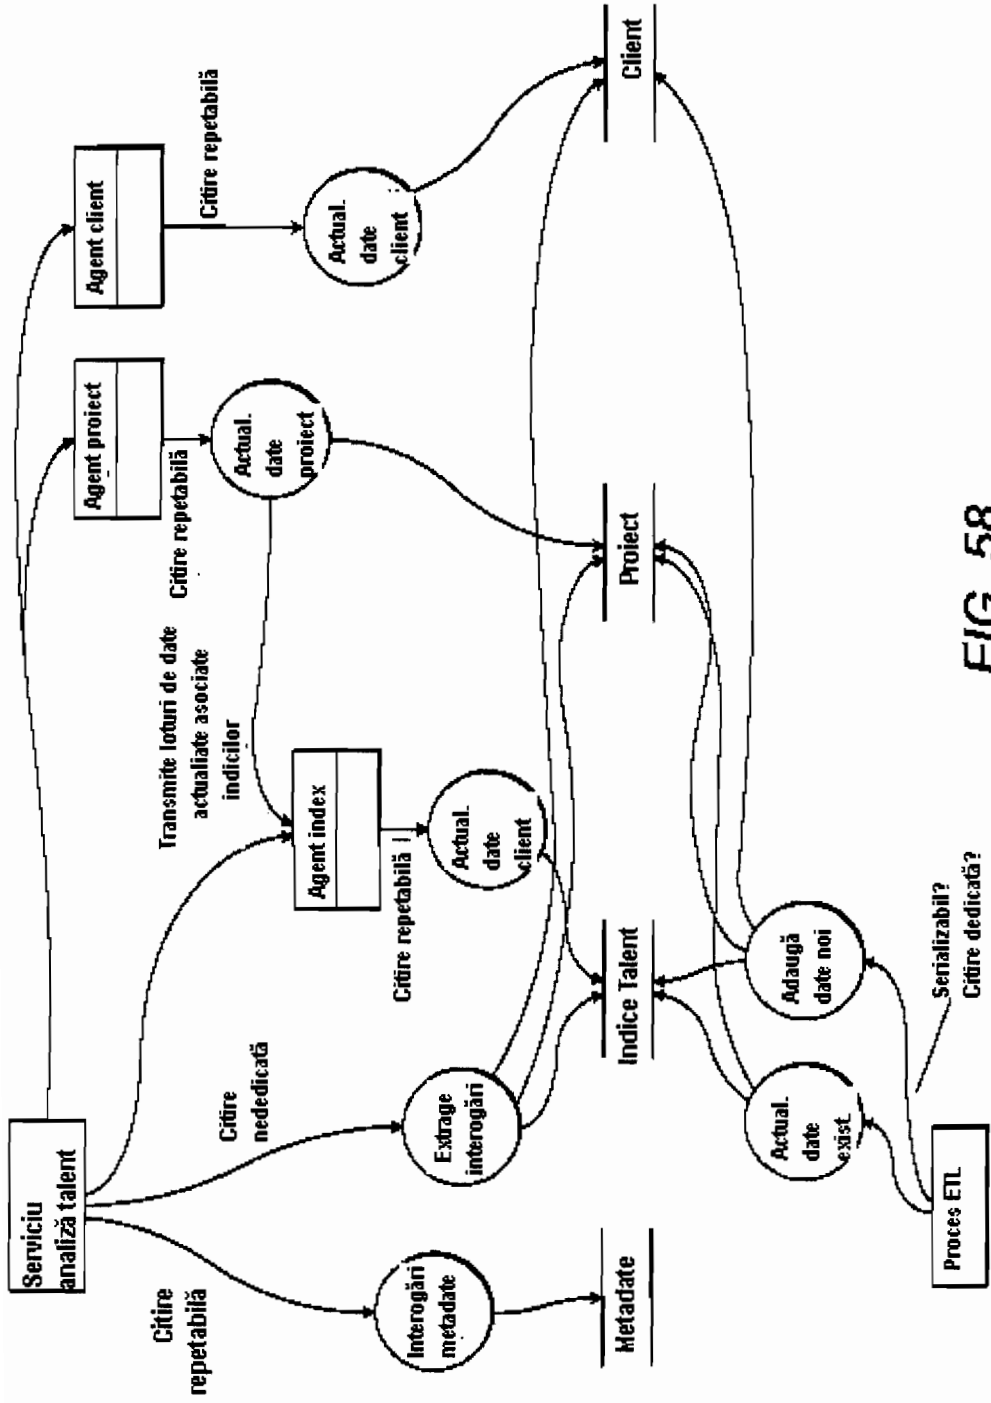 Serviciu
analiză talent
Citire
repetabilă
Citire
nededicată
Transmite loturi de date
actualiate asociate
indicilor
Agent proiect
Agent client
Citire repetabilă
Citire repetabilă
Actual.
date
proiect
Actual.
date
client
Agent index
Citire repetabilă
Actual.
date
client
Interogări
metadate
Extrage
interogări
Metadate
Indice Talent
Proiect
Client
Actual.
date
exist.
Adaugă
date noi
Proces ETL
Serializabil?
Citire dedicată?
FIG. 58